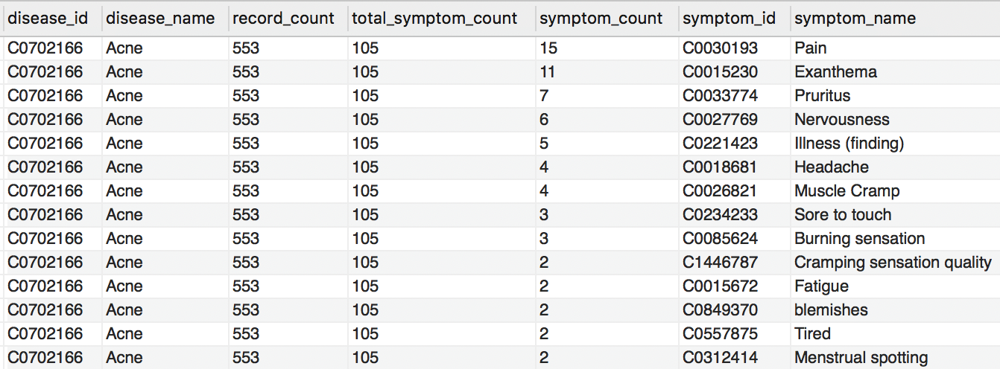 disease_id disease_name record_count total_symptom_count symptom_count symptom_id symptom_name
C0702166 Acne 553 105 15 C0030193 Pain
C0702166 Acne 553 105 11 C0015230 Exanthema
C0702166 Acne 553 105 7 C0033774 Pruritus
C0702166 Acne 553 105 6 C0027769 Nervousness
C0702166 Acne 553 105 5 C0221423 Illness (finding)
C0702166 Acne 553 105 4 C0018681 Headache
C0702166 Acne 553 105 4 C0026821 Muscle Cramp
C0702166 Acne 553 105 3 C0234233 Sore to touch
C0702166 Acne 553 105 3 C0085624 Burning sensation
C0702166 Acne 553 105 2 C1446787 Cramping sensation quality
C0702166 Acne 553 105 2 C0015672 Fatigue
C0702166 Acne 553 105 2 C0849370 blemishes
C0702166 Acne 553 105 2 C0557875 Tired
C0702166 Acne 553 105 2 C0312414 Menstrual spotting